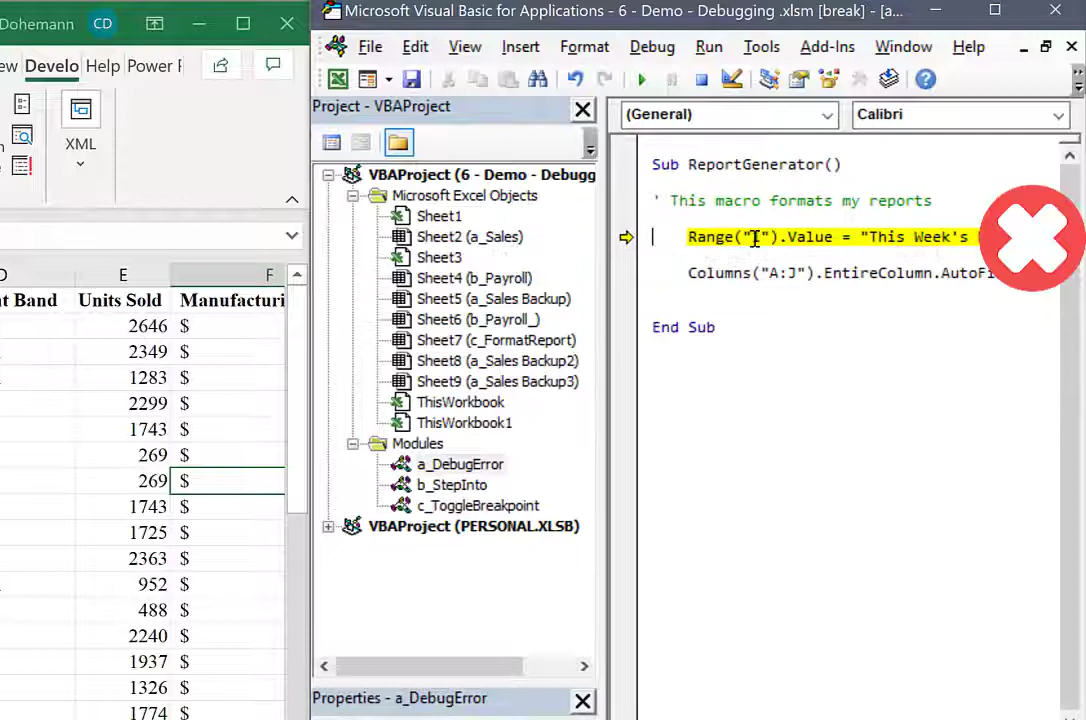 Dohemann CD
ew Develo Help Power F
XML
E F
nt Band Units Sold Manufacturi
2646 $
2349 $
1283 $
2299 $
1743 $
269 $
269 $
1743 $
1725 $
2363 $
952 $
488 $
2240 $
1937 $
1326 $
1774 $
Microsoft Visual Basic for Applications - 6 - Demo - Debugging .xlsm [break] - [a...
File Edit View Insert Format Debug Run Tools Add-Ins Window Help
Project - VBAProject
VBAProject (6 - Demo - Debugg
Microsoft Excel Objects
Sheet1
Sheet2 (a_Sales)
Sheet3
Sheet4 (b_Payroll)
Sheet5 (a_Sales Backup)
Sheet6 (b_Payroll_)
Sheet7 (c_FormatReport)
Sheet8 (a_Sales Backup2)
Sheet9 (a_Sales Backup3)
ThisWorkbook
ThisWorkbook1
Modules
a_DebugError
b_StepInto
c_ToggleBreakpoint
VBAProject (PERSONAL.XLSB)
Properties - a_DebugError
(General) Calibri
Sub ReportGenerator()
' This macro formats my reports
.Value = "This Week's
Columns("A:J").EntireColumn.AutoFi
End Sub